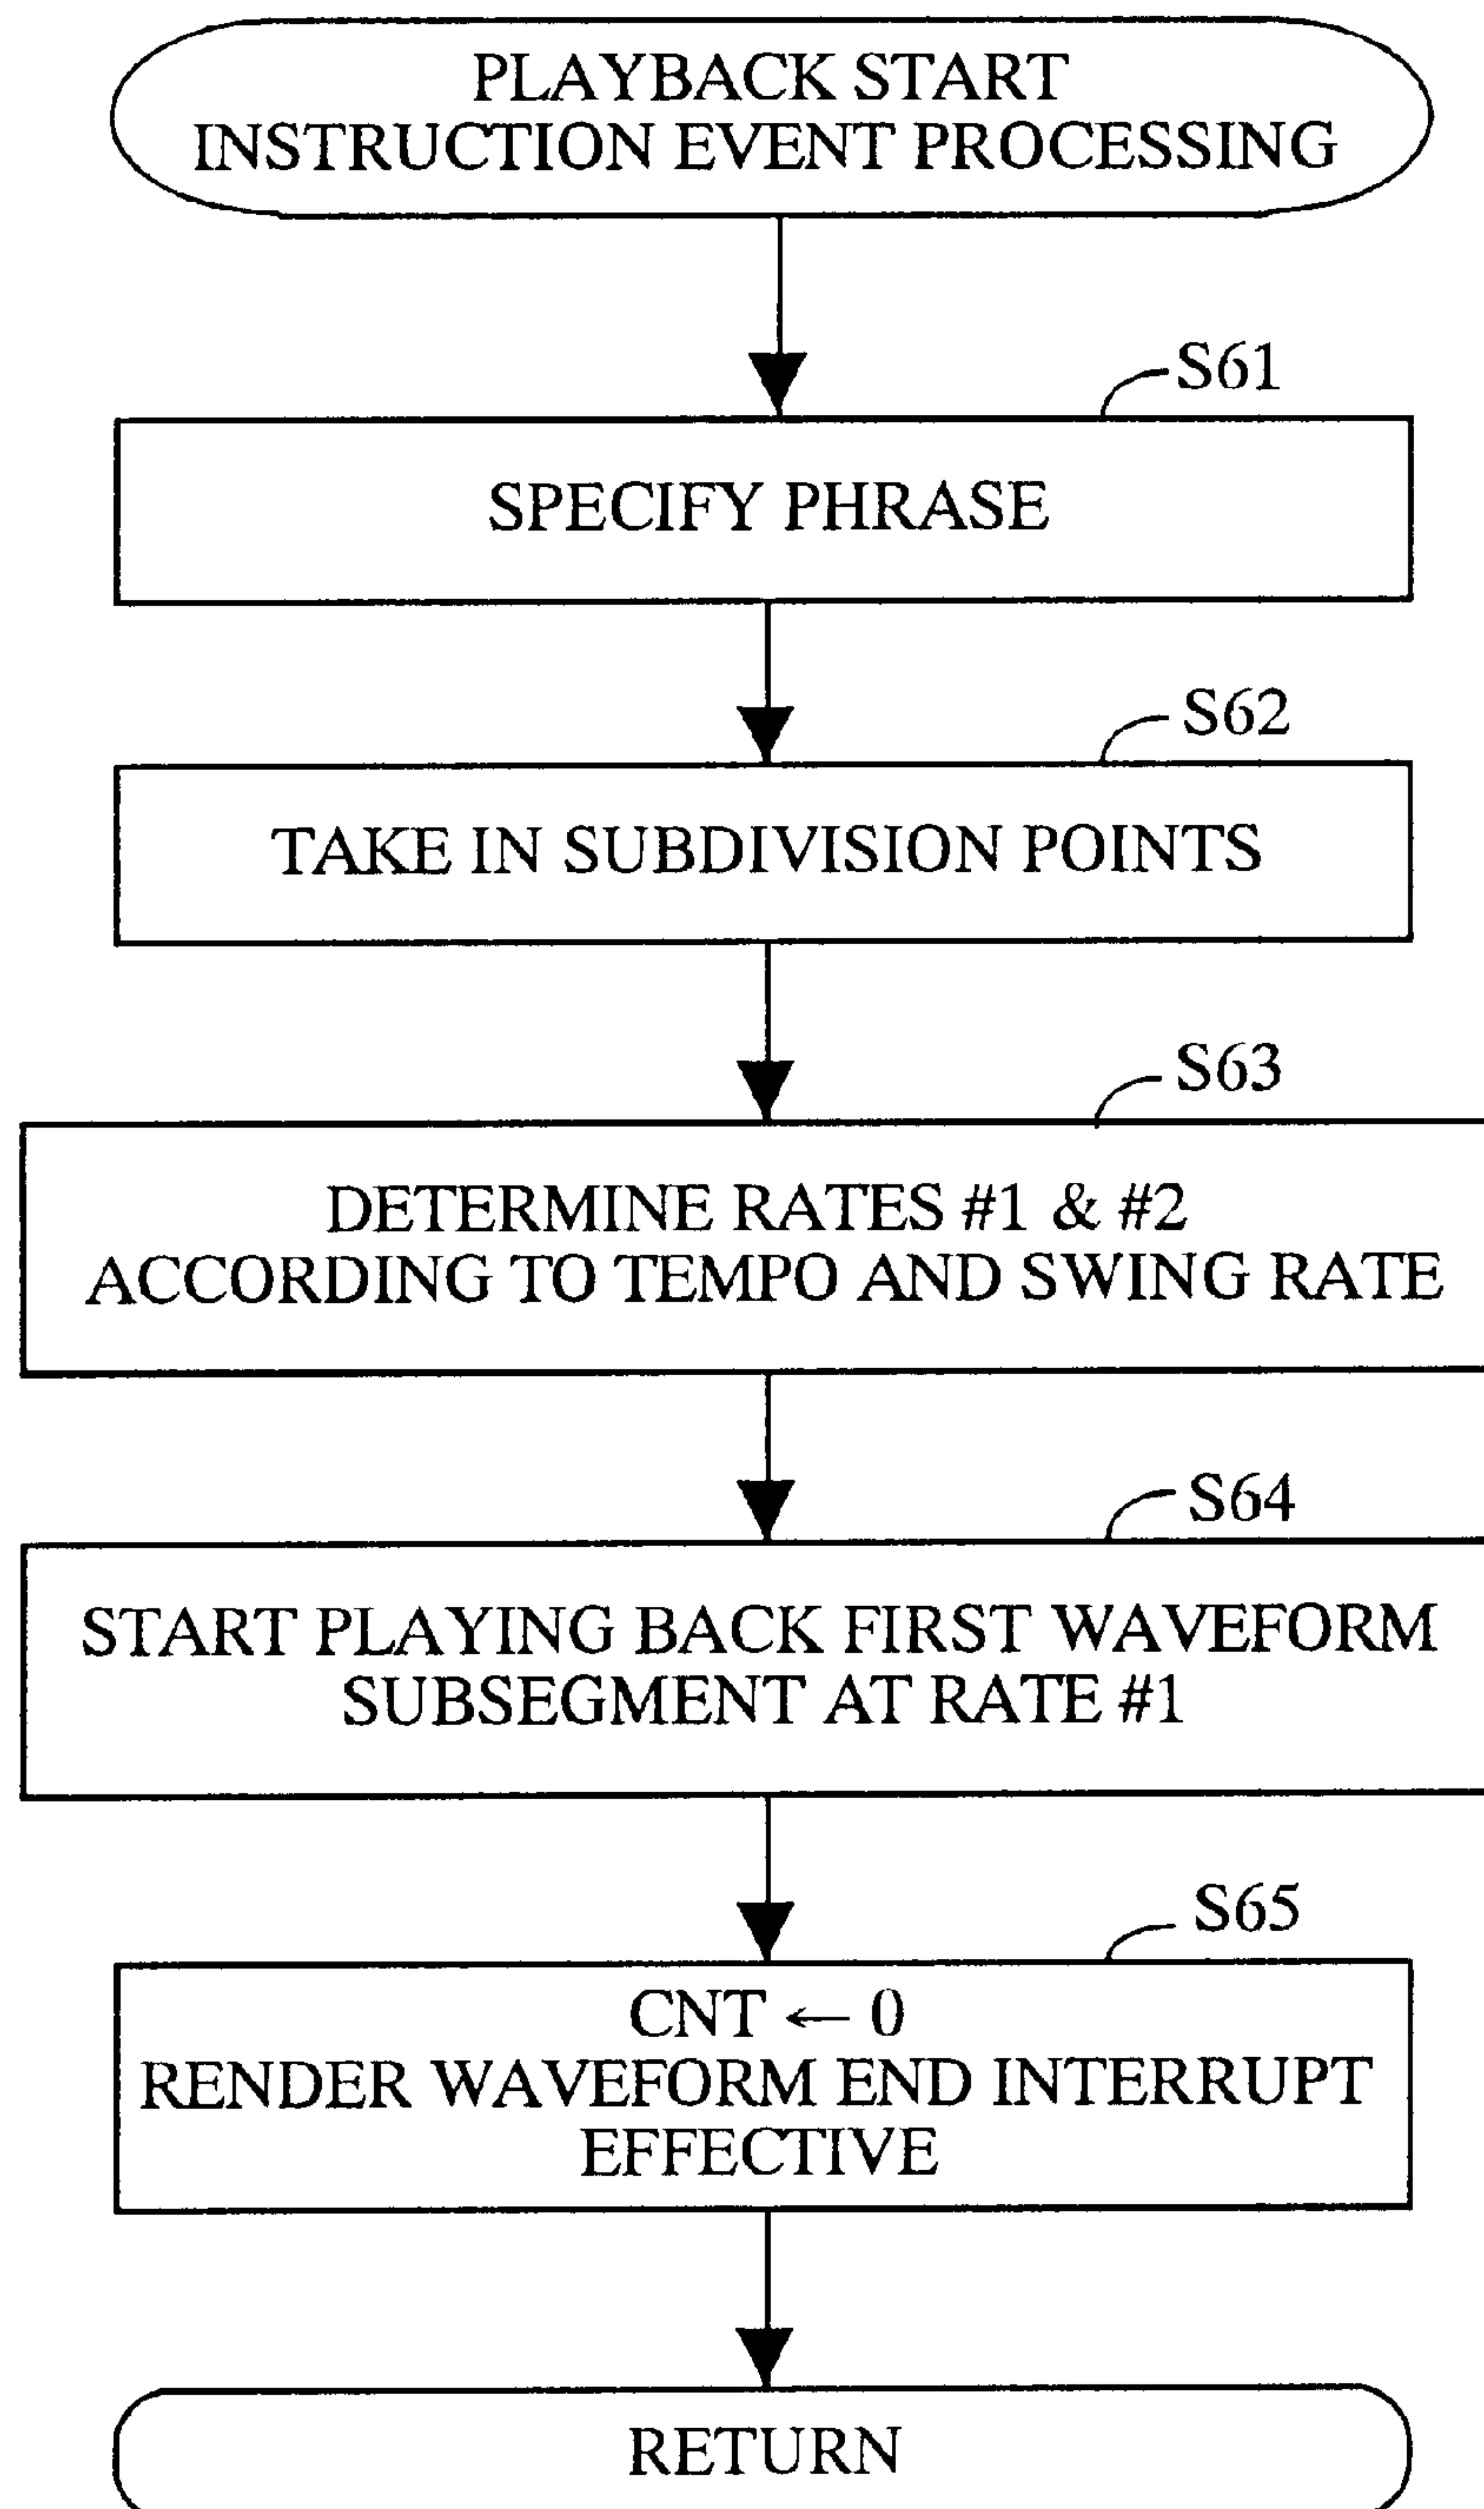 PLAYBACK START
INSTRUCTION EVENT PROCESSING
S61
SPECIFY PHRASE
S62
TAKE IN SUBDIVISION POINTS
S63
DETERMINE RATES #1 & #2
ACCORDING TO TEMPO AND SWING RATE
S64
START PLAYING BACK FIRST WAVEFORM
SUBSEGMENT AT RATE #1
S65
CNT ← 0
RENDER WAVEFORM END INTERRUPT
EFFECTIVE
RETURN